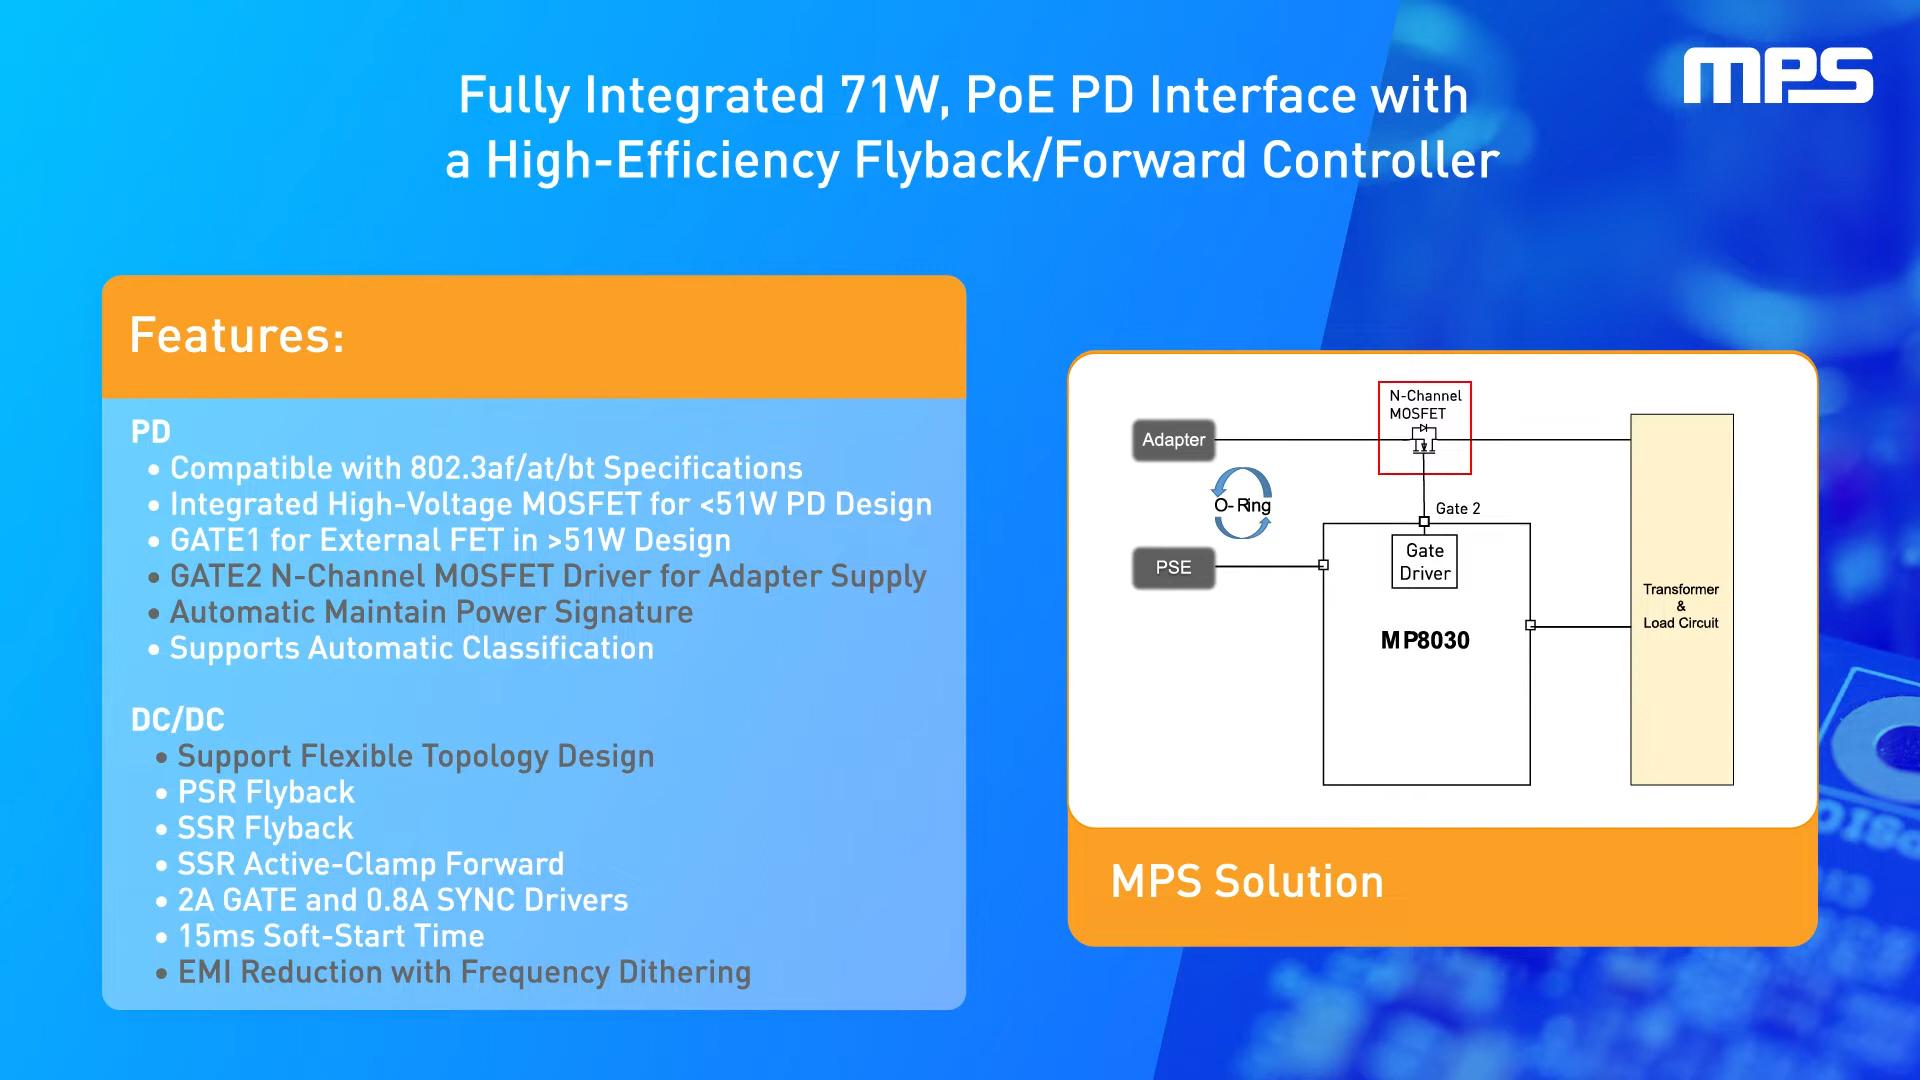 MPS
Fully Integrated 71W, PoE PD Interface with
a High-Efficiency Flyback/Forward Controller
Features:
PD
• Compatible with 802.3af/at/bt Specifications
• Integrated High-Voltage MOSFET for <51W PD Design
• GATE1 for External FET in >51W Design
• GATE2 N-Channel MOSFET Driver for Adapter Supply
• Automatic Maintain Power Signature
• Supports Automatic Classification
DC/DC
• Support Flexible Topology Design
• PSR Flyback
• SSR Flyback
• SSR Active-Clamp Forward
• 2A GATE and 0.8A SYNC Drivers
• 15ms Soft-Start Time
• EMI Reduction with Frequency Dithering
N-Channel
MOSFET
Adapter
O-Ring
Gate 2
PSE
Gate
Driver
MP8030
Transformer
&
Load Circuit
MPS Solution